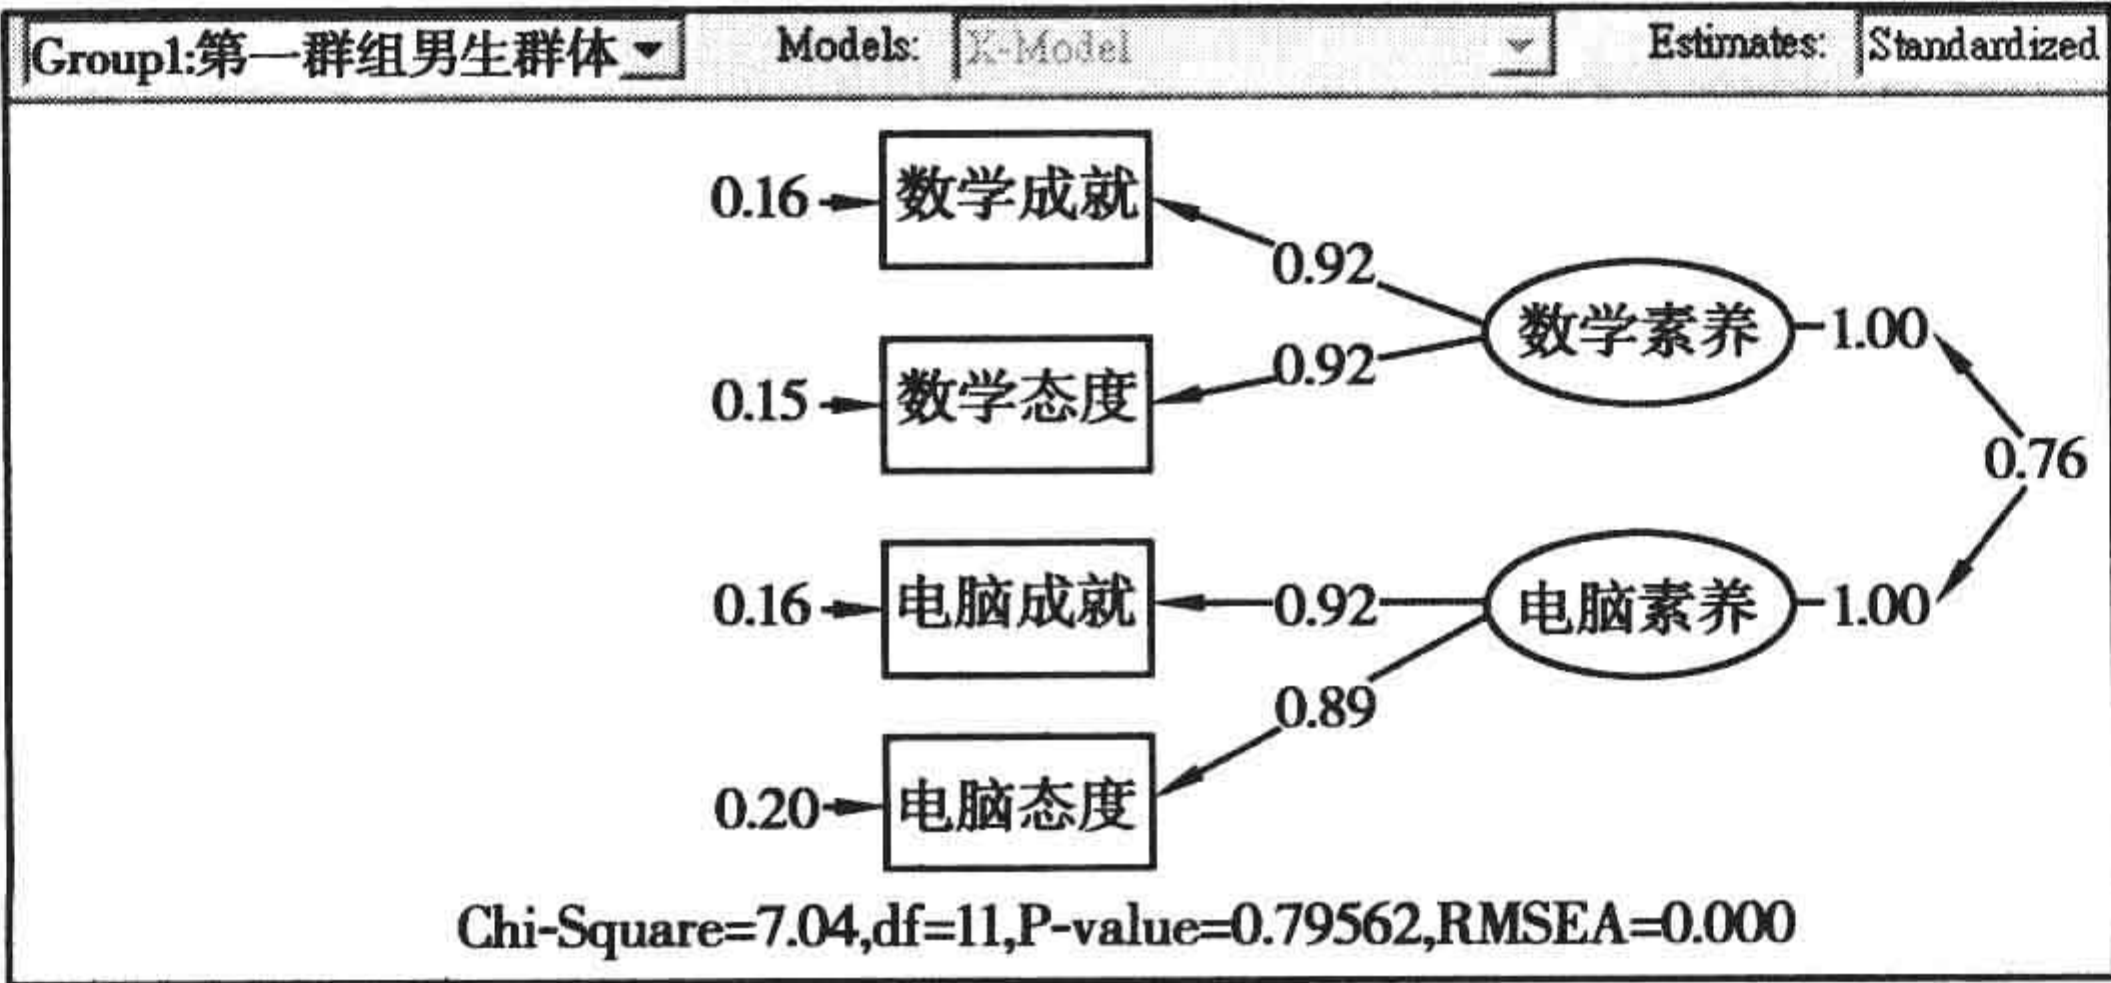 Group1:第一群组男生群体 Models: X-Model Estimates: Standardized
0.16 数学成就
0.92
数学素养 1.00
0.92
0.15 数学态度
0.76
0.16 电脑成就 0.92 电脑素养 1.00
0.89
0.20 电脑态度
Chi-Square=7.04,df=11,P-value=0.79562,RMSEA=0.000